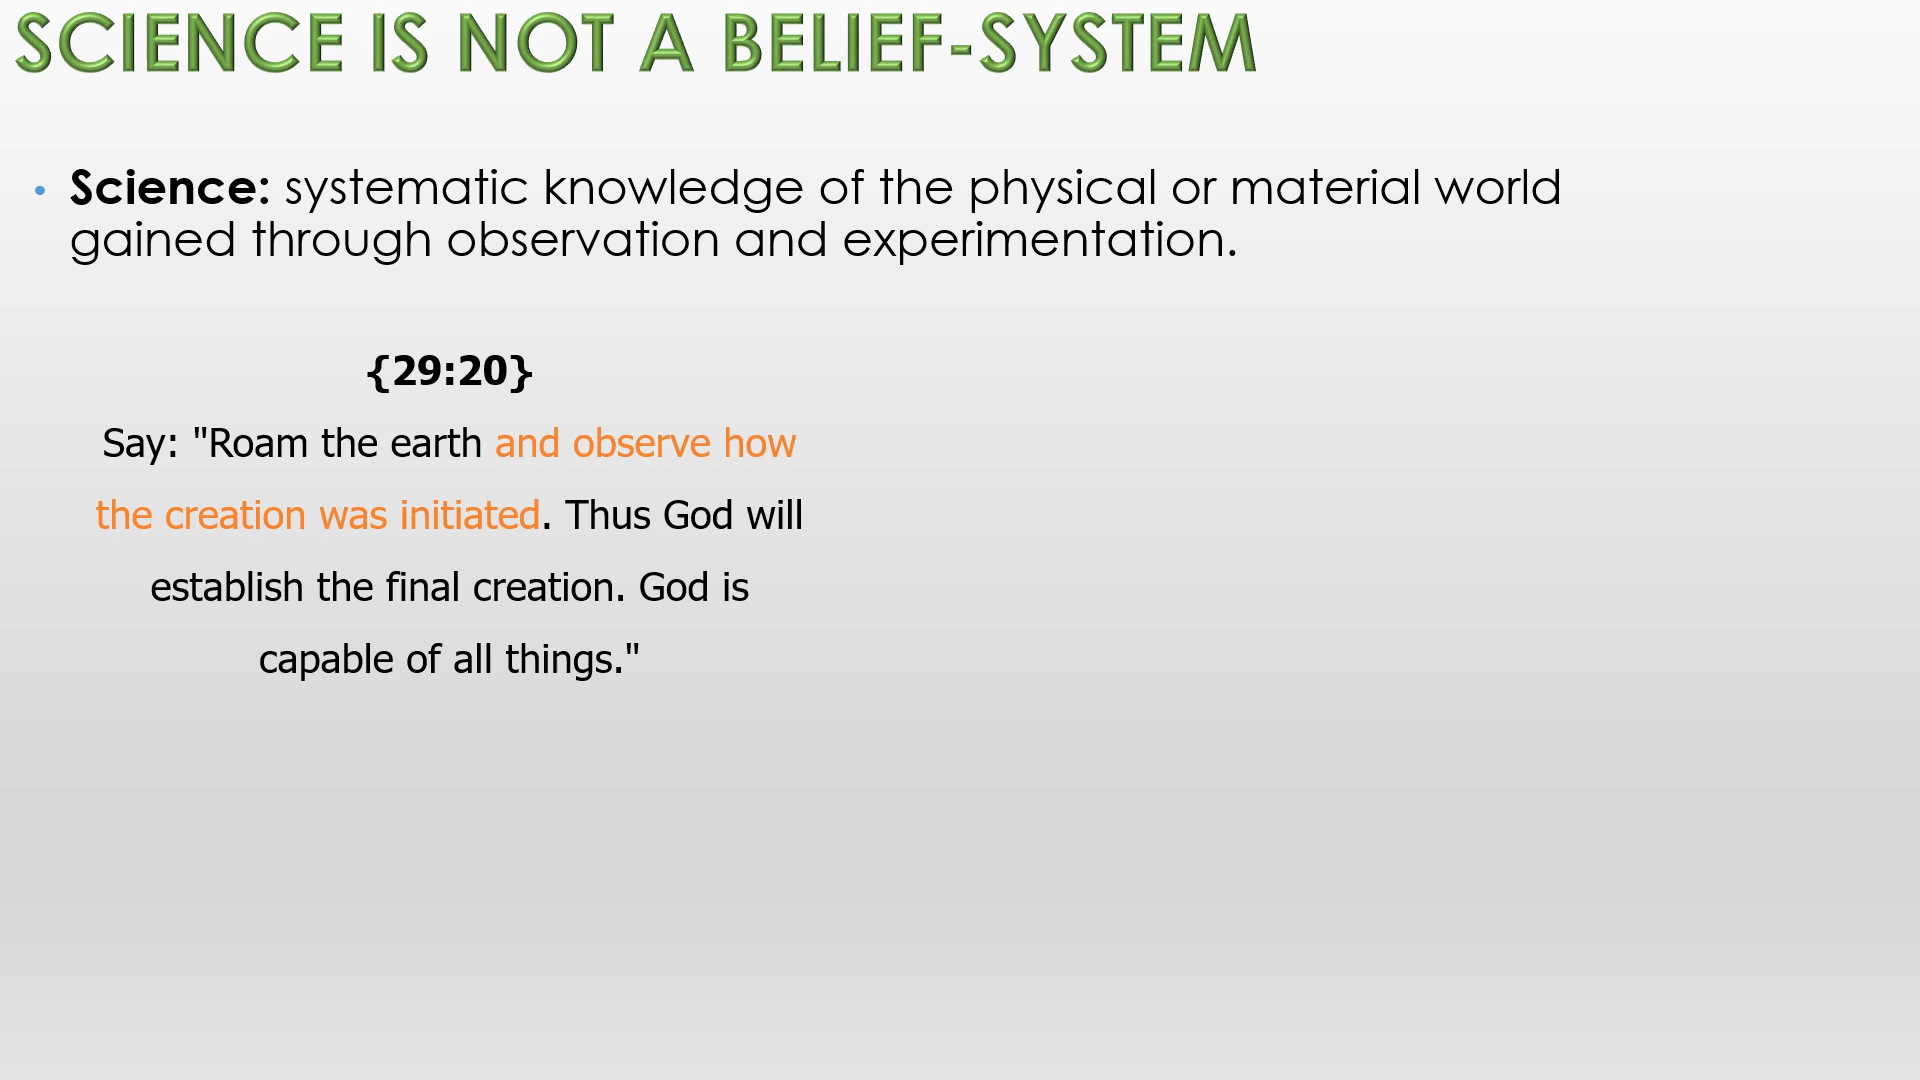 SCIENCE IS NOT A BELIEF-SYSTEM
• Science: systematic knowledge of the physical or material world
gained through observation and experimentation.
{29:20}
Say: "Roam the earth and observe how
the creation was initiated. Thus God will
establish the final creation. God is
capable of all things."